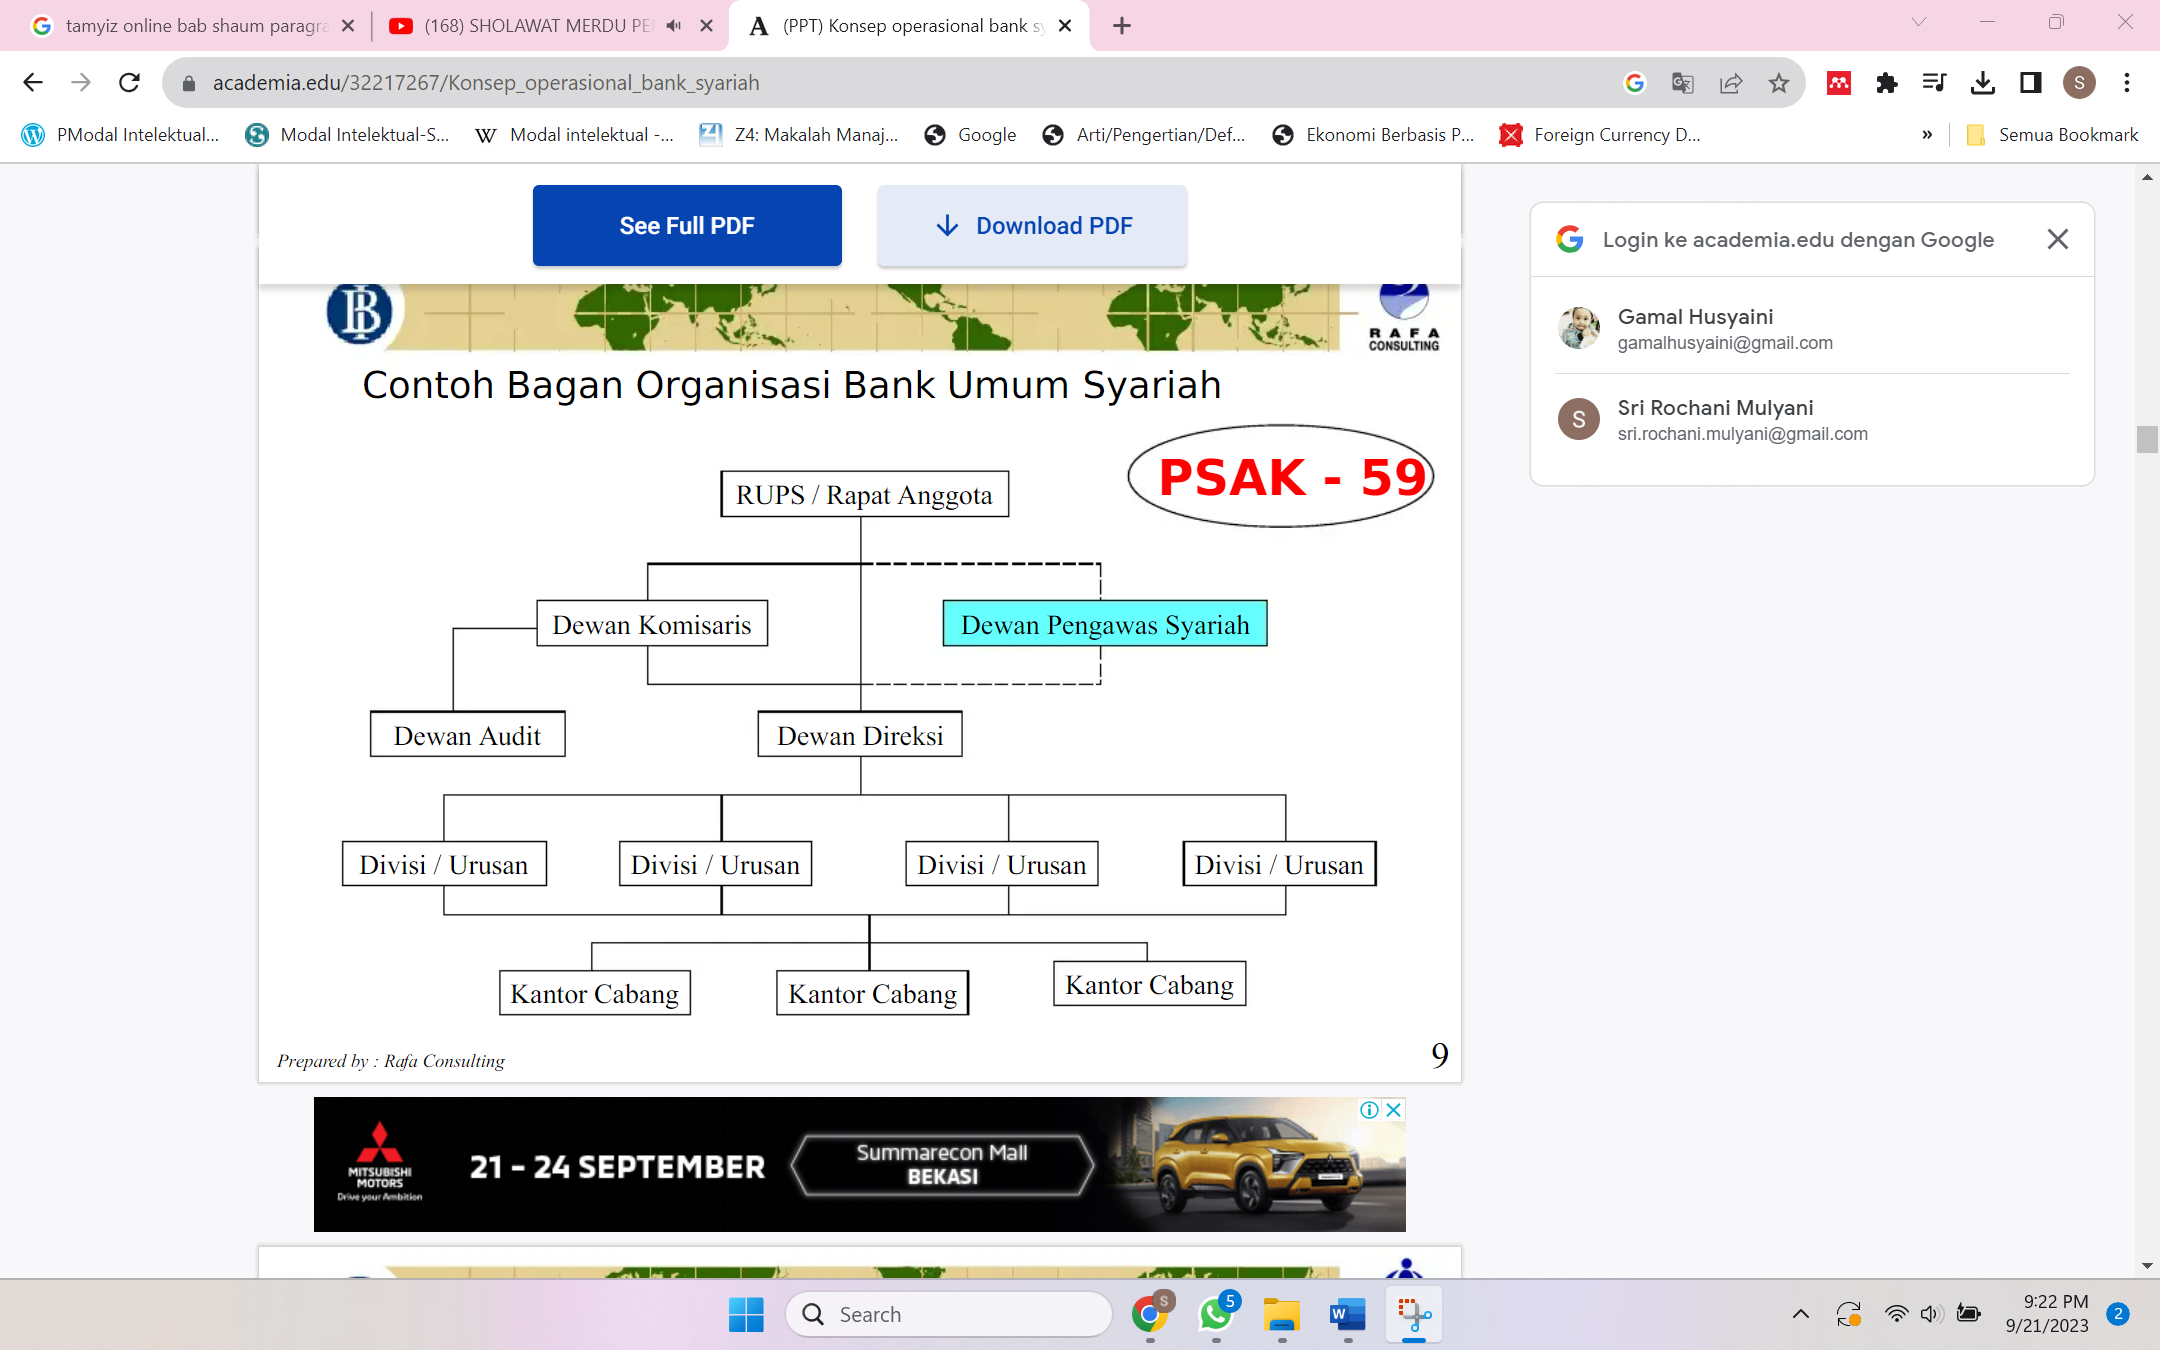 tamyiz online bab shaum paragra
(168) SHOLAWAT MERDU PE
(PPT) Konsep operasional bank sy
academia.edu/32217267/Konsep_operasional_bank_syariah
S
PModal Intelektual...
Modal Intelektual-S...
Modal intelektual -...
Z4: Makalah Manaj...
Google
Arti/Pengertian/Def...
Ekonomi Berbasis P...
Foreign Currency D...
»
Semua Bookmark
See Full PDF
Download PDF
Login ke academia.edu dengan Google
Gamal Husyaini
gamalhusyaini@gmail.com
S
Sri Rochani Mulyani
sri.rochani.mulyani@gmail.com
RAFA
CONSULTING
Contoh Bagan Organisasi Bank Umum Syariah
PSAK - 59
RUPS / Rapat Anggota
Dewan Komisaris
Dewan Pengawas Syariah
Dewan Audit
Dewan Direksi
Divisi / Urusan
Divisi / Urusan
Divisi / Urusan
Divisi / Urusan
Kantor Cabang
Kantor Cabang
Kantor Cabang
Prepared by : Rafa Consulting
9
MITSUBISHI
MOTORS
Drive your Ambition
21 - 24 SEPTEMBER
Summarecon Mall
BEKASI
Search
S
5
9:22 PM
9/21/2023
2